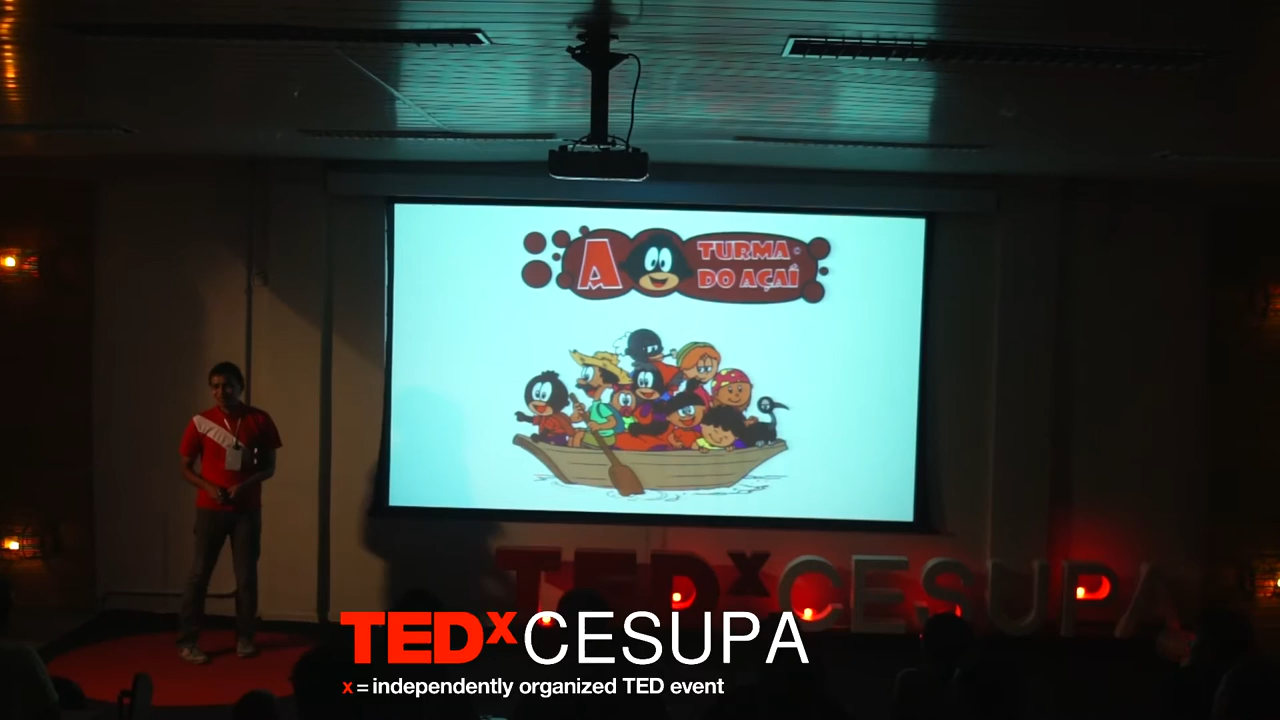 A TURMA
DO AÇAÍ
TEDxCESUPA
TEDxCESUPA
x = independently organized TED event